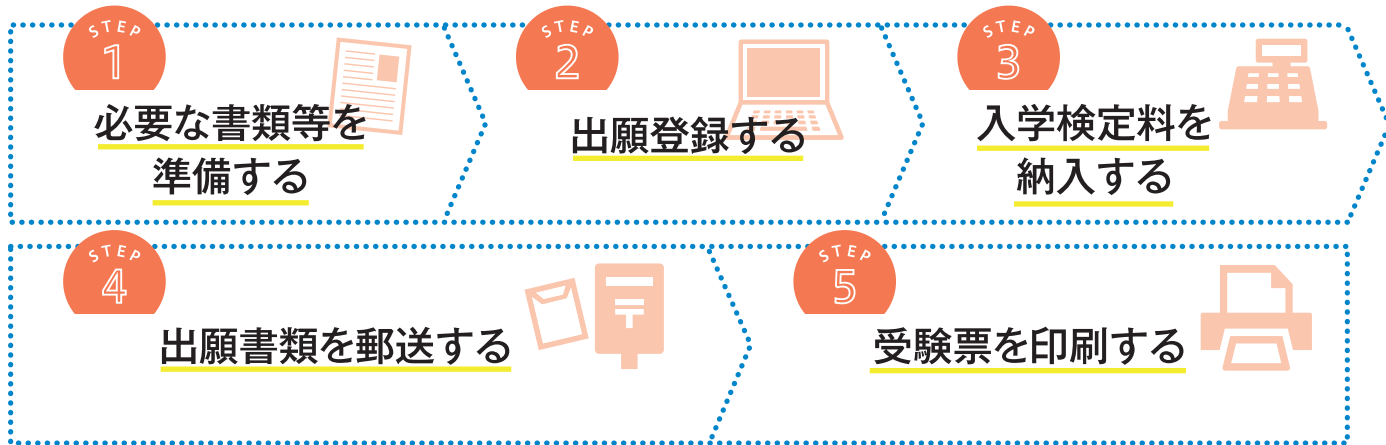 STEP
1
必要な書類等を
準備する
STEP
2
出願登録する
STEP
3
入学検定料を
納入する
STEP
4
出願書類を郵送する
STEP
5
受験票を印刷する